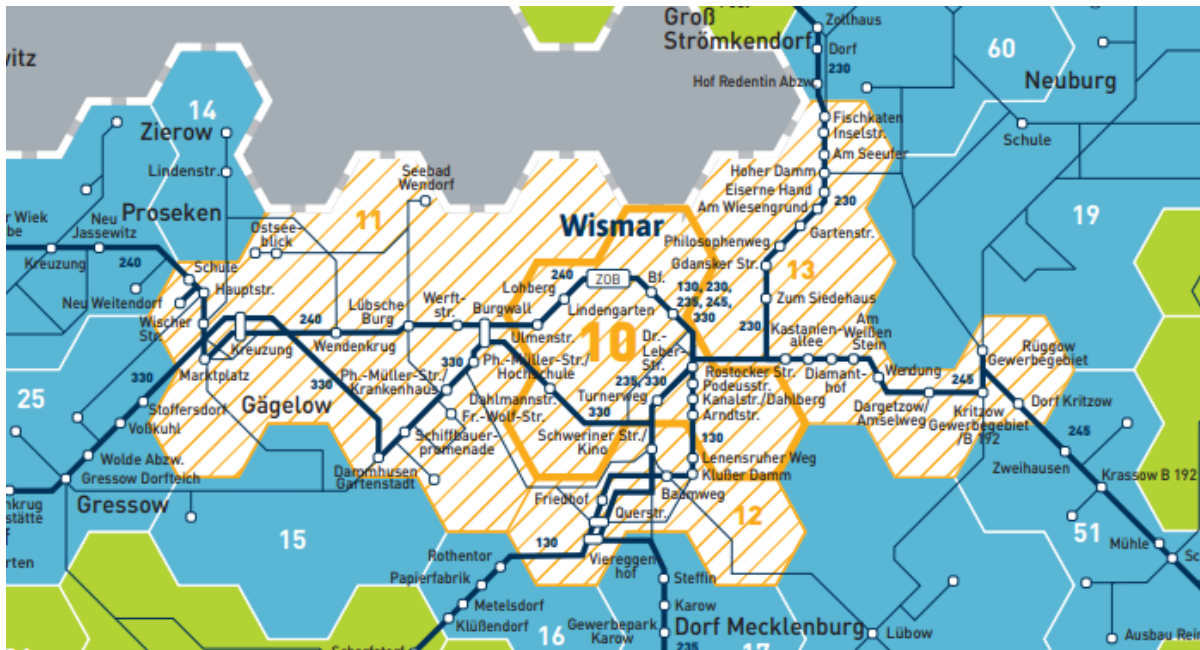 Groß
Strömkendorf
Zollhaus
Dorf
230
Hof Redentin Abzw.
60
Neuburg
Schule
14
Zierow
Lindenstr.
Proseken
Neu
Jassewitz
Kreuzung
240
Neu Weitendorf
Schule
Hauptstr.
Wischer
Str.
Kreuzung
Marktplatz
Ostsee-
blick
11
Seebad
Wendorf
Wismar
Fischkaten
Inselstr.
Am Seeufer
Hoher Damm
Eiserne Hand
Am Wiesengrund
230
Gartenstr.
Philosophenweg
Gdansker Str.
13
Zum Siedehaus
19
240
Wendenkrug
Lübsche
Burg
Werft-
str.
Burgwall
Lohberg
240
ZOB
Bf.
Lindengarten
Ulmenstr.
130, 230,
235, 245,
330
10
Dr.-
Leber-
Str.
230
Kastanien-
allee
Am
Weißen
Stein
Rostocker Str.
Diamant-
hof
Werdung
245
Rüggow
Gewerbegebiet
Dargetzow/
Amselweg
Kritzow
Gewerbegebiet
/B 192
Dorf Kritzow
245
Zweihausen
Krassow B 192
51
Mühle
25
330
Stoffersdorf
Voßkuhl
Wolde Abzw.
Gressow Dorfteich
Gressow
Gägelow
330
Ph.-Müller-Str./
Krankenhaus
330
Ph.-Müller-Str./
Hochschule
Dahlmannstr.
Fr.-Wolf-Str.
Schiffbauer-
promenade
Dammhusen
Gartenstadt
330
235, 330
Turnerweg
Schweriner Str./
Kino
Podeusstr.
Kanalstr./Dahlberg
Arndtstr.
130
Lenensruher Weg
Klußer Damm
Baumweg
Friedhof
Querstr.
12
15
130
Rothentor
Papierfabrik
Metelsdorf
Klüßendorf
Viereggen
hof
Steffin
Karow
Gewerbepark
Karow
16
Dorf Mecklenburg
235
17
Lübow